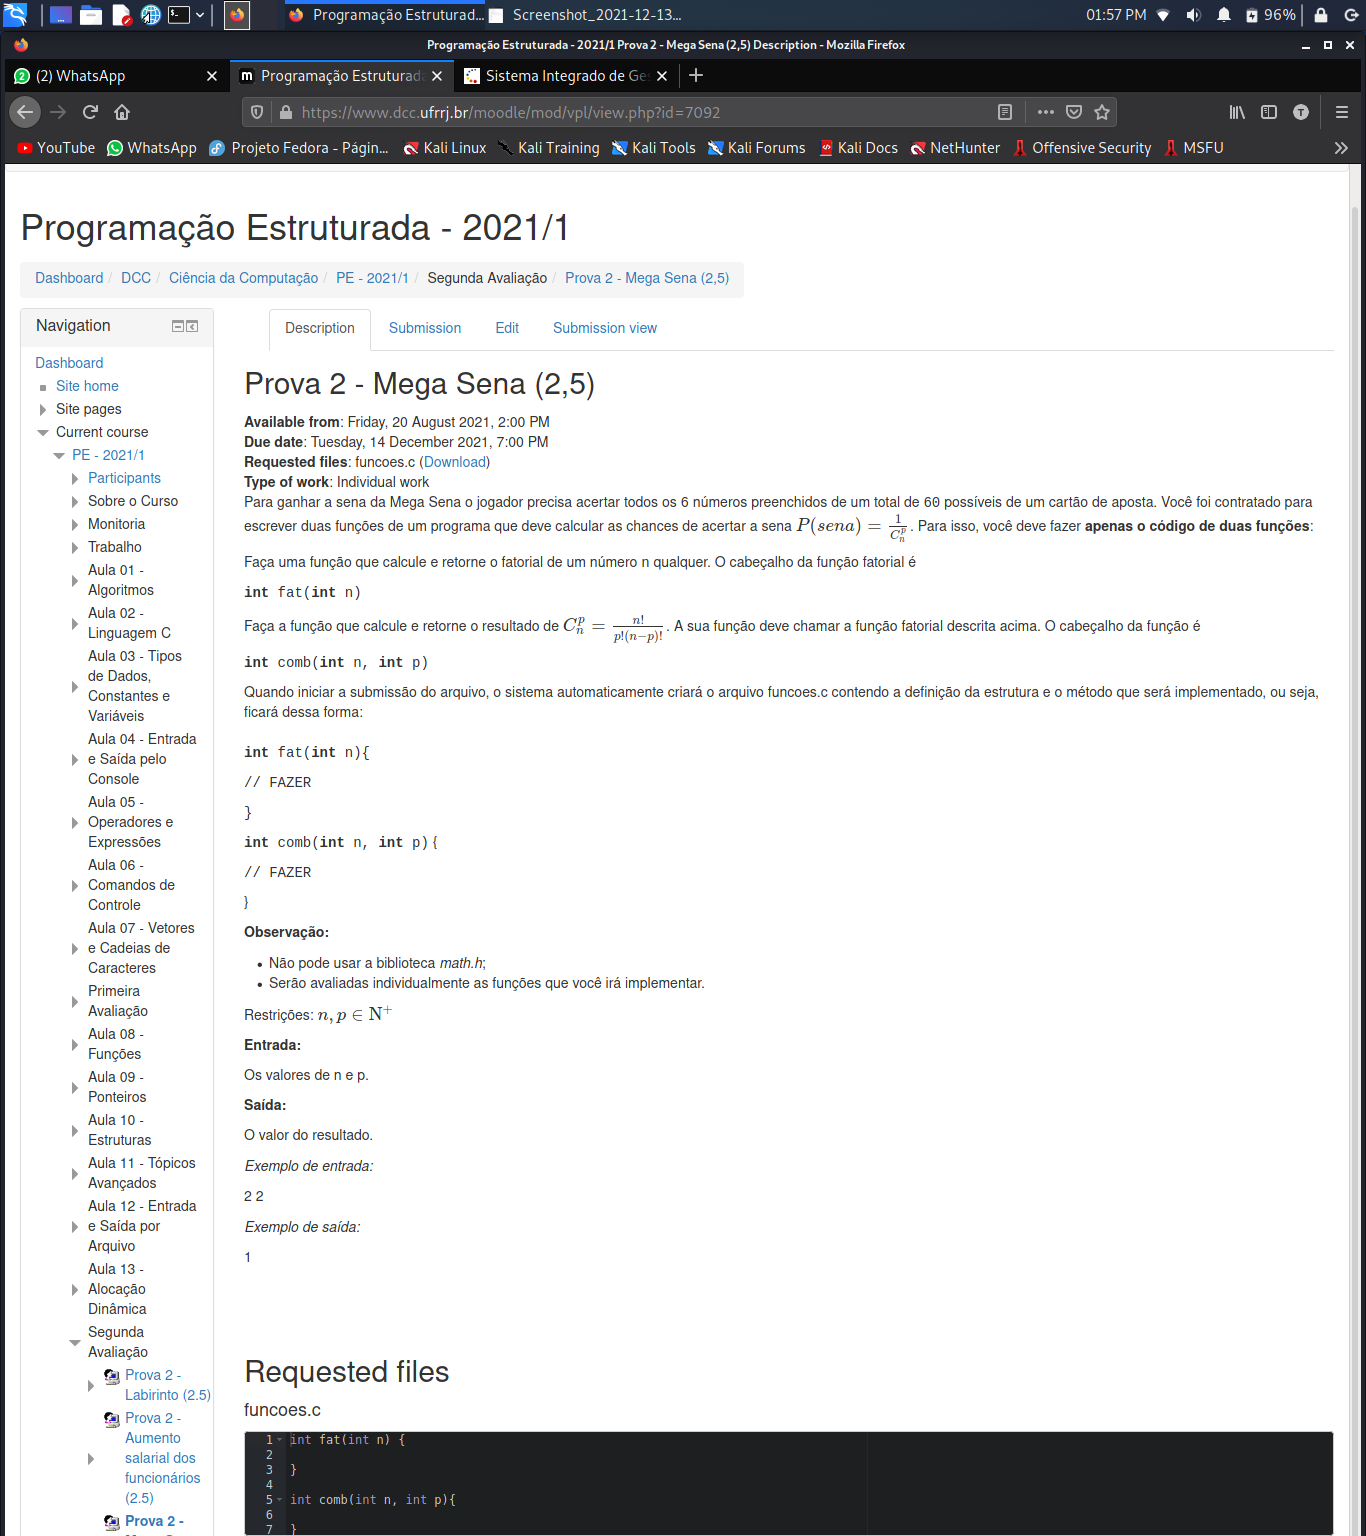 Programação Estruturad...
Screenshot_2021-12-13...
01:57 PM
96%
Programação Estruturada - 2021/1 Prova 2 - Mega Sena (2,5) Description - Mozilla Firefox
(2) WhatsApp
Programação Estruturada
Sistema Integrado de Ges
https://www.dcc.ufrrj.br/moodle/mod/vpl/view.php?id=7092
YouTube
WhatsApp
Projeto Fedora - Págin...
Kali Linux
Kali Training
Kali Tools
Kali Forums
Kali Docs
NetHunter
Offensive Security
MSFU
Programação Estruturada - 2021/1
Dashboard / DCC / Ciência da Computação / PE - 2021/1 / Segunda Avaliação / Prova 2 - Mega Sena (2,5)
Navigation
Dashboard
Site home
Site pages
Current course
PE - 2021/1
Participants
Sobre o Curso
Monitoria
Trabalho
Aula 01 -
Algoritmos
Aula 02 -
Linguagem C
Aula 03 - Tipos
de Dados,
Constantes e
Variáveis
Aula 04 - Entrada
e Saída pelo
Console
Aula 05 -
Operadores e
Expressões
Aula 06 -
Comandos de
Controle
Aula 07 - Vetores
e Cadeias de
Caracteres
Primeira
Avaliação
Aula 08 -
Funções
Aula 09 -
Ponteiros
Aula 10 -
Estruturas
Aula 11 - Tópicos
Avançados
Aula 12 - Entrada
e Saída por
Arquivo
Aula 13 -
Alocação
Dinâmica
Segunda
Avaliação
Prova 2 -
Labirinto (2.5)
Prova 2 -
Aumento
salarial dos
funcionários
(2.5)
Prova 2 -
Description
Submission
Edit
Submission view
Prova 2 - Mega Sena (2,5)
Available from: Friday, 20 August 2021, 2:00 PM
Due date: Tuesday, 14 December 2021, 7:00 PM
Requested files: funcoes.c (Download)
Type of work: Individual work
Para ganhar a sena da Mega Sena o jogador precisa acertar todos os 6 números preenchidos de um total de 60 possíveis de um cartão de aposta. Você foi contratado para
escrever duas funções de um programa que deve calcular as chances de acertar a sena P(sena) = 1/C_n^p. Para isso, você deve fazer apenas o código de duas funções:
Faça uma função que calcule e retorne o fatorial de um número n qualquer. O cabeçalho da função fatorial é
int fat(int n)
Faça a função que calcule e retorne o resultado de C_n^p = n!/p!(n−p)!. A sua função deve chamar a função fatorial descrita acima. O cabeçalho da função é
int comb(int n, int p)
Quando iniciar a submissão do arquivo, o sistema automaticamente criará o arquivo funcoes.c contendo a definição da estrutura e o método que será implementado, ou seja,
ficará dessa forma:
int fat(int n){
// FAZER
}
int comb(int n, int p){
// FAZER
}
Observação:
• Não pode usar a biblioteca math.h;
• Serão avaliadas individualmente as funções que você irá implementar.
Restrições: n, p ∈ N⁺
Entrada:
Os valores de n e p.
Saída:
O valor do resultado.
Exemplo de entrada:
2 2
Exemplo de saída:
1
Requested files
funcoes.c
1 int fat(int n) {
2
3 }
4
5 int comb(int n, int p){
6
7 }